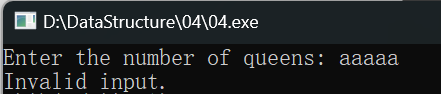 D:\DataStructure\04\04.exe
Enter the number of queens: aaaaa
Invalid input.